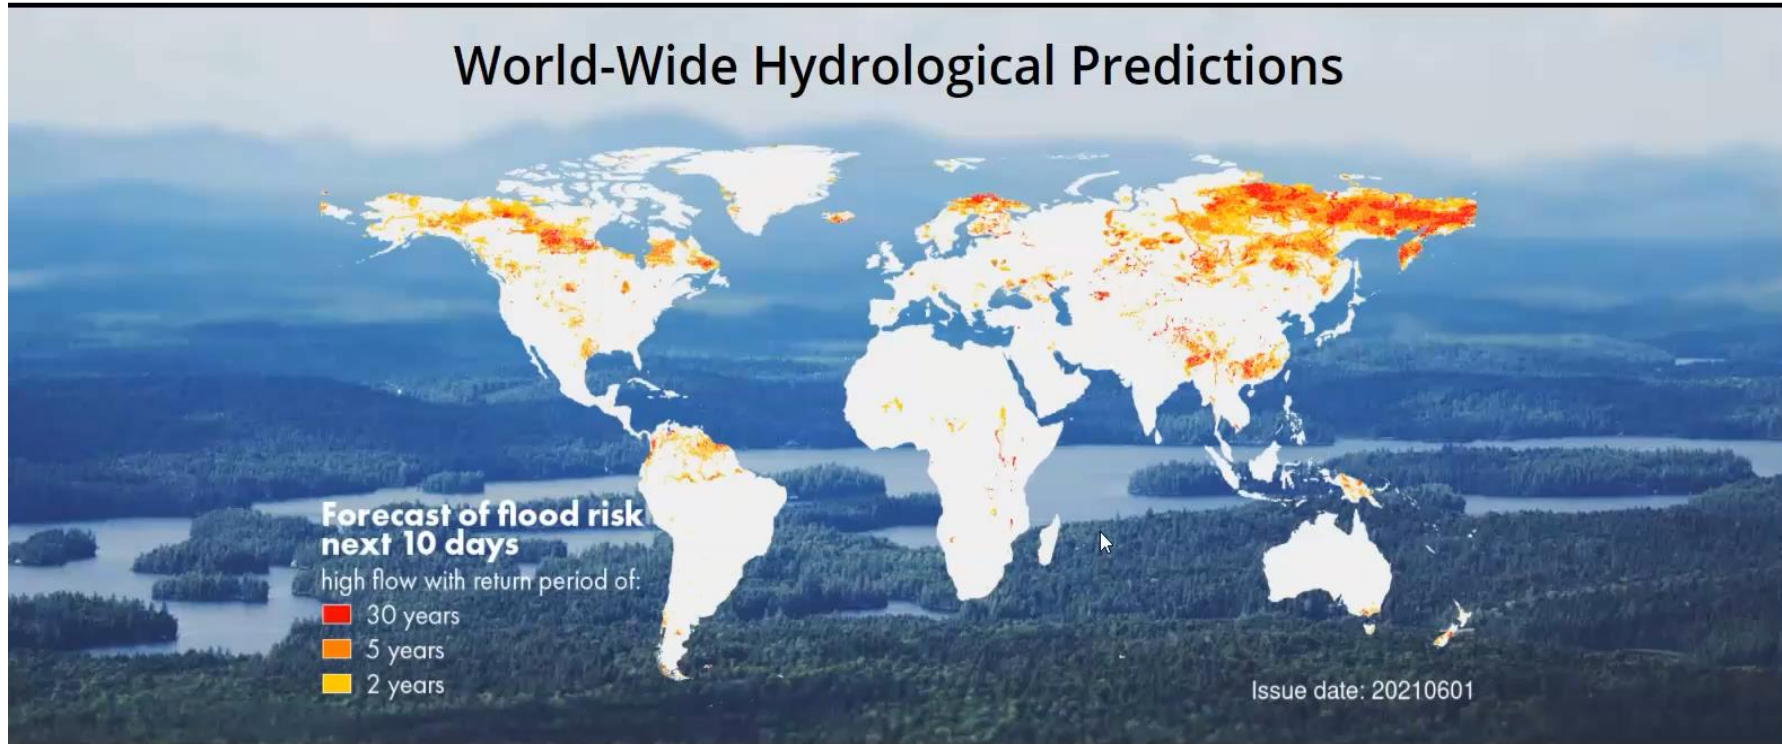 World-Wide Hydrological Predictions
Forecast of flood risk
next 10 days
high flow with return period of:
30 years
5 years
2 years
Issue date: 20210601